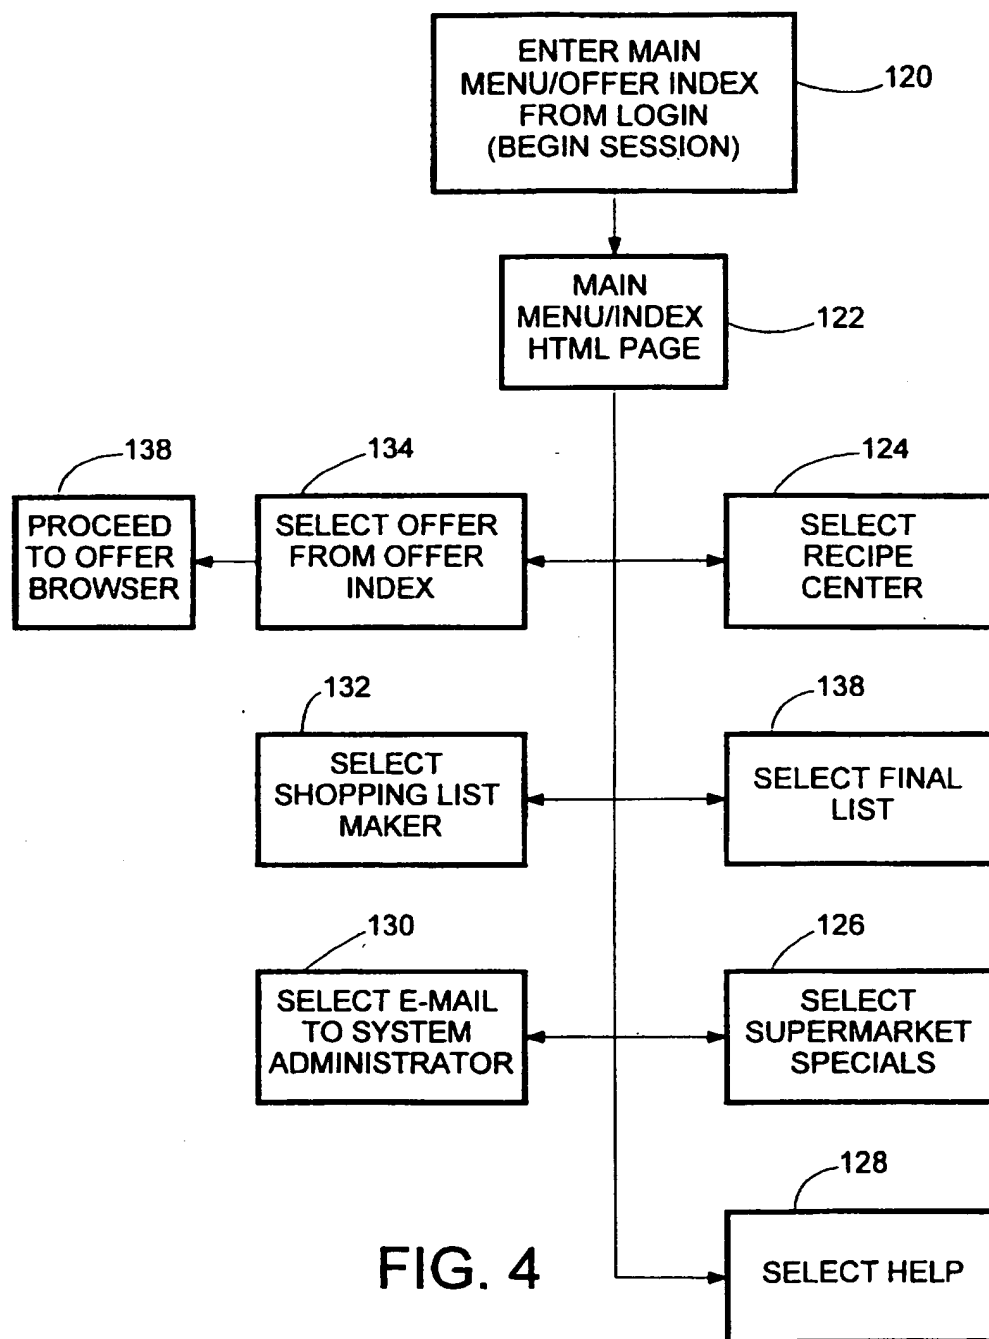 ENTER MAIN
MENU/OFFER INDEX
FROM LOGIN
(BEGIN SESSION)
120
MAIN
MENU/INDEX
HTML PAGE
122
138
PROCEED
TO OFFER
BROWSER
134
SELECT OFFER
FROM OFFER
INDEX
124
SELECT
RECIPE
CENTER
132
SELECT
SHOPPING LIST
MAKER
138
SELECT FINAL
LIST
130
SELECT E-MAIL
TO SYSTEM
ADMINISTRATOR
126
SELECT
SUPERMARKET
SPECIALS
128
SELECT HELP
FIG. 4